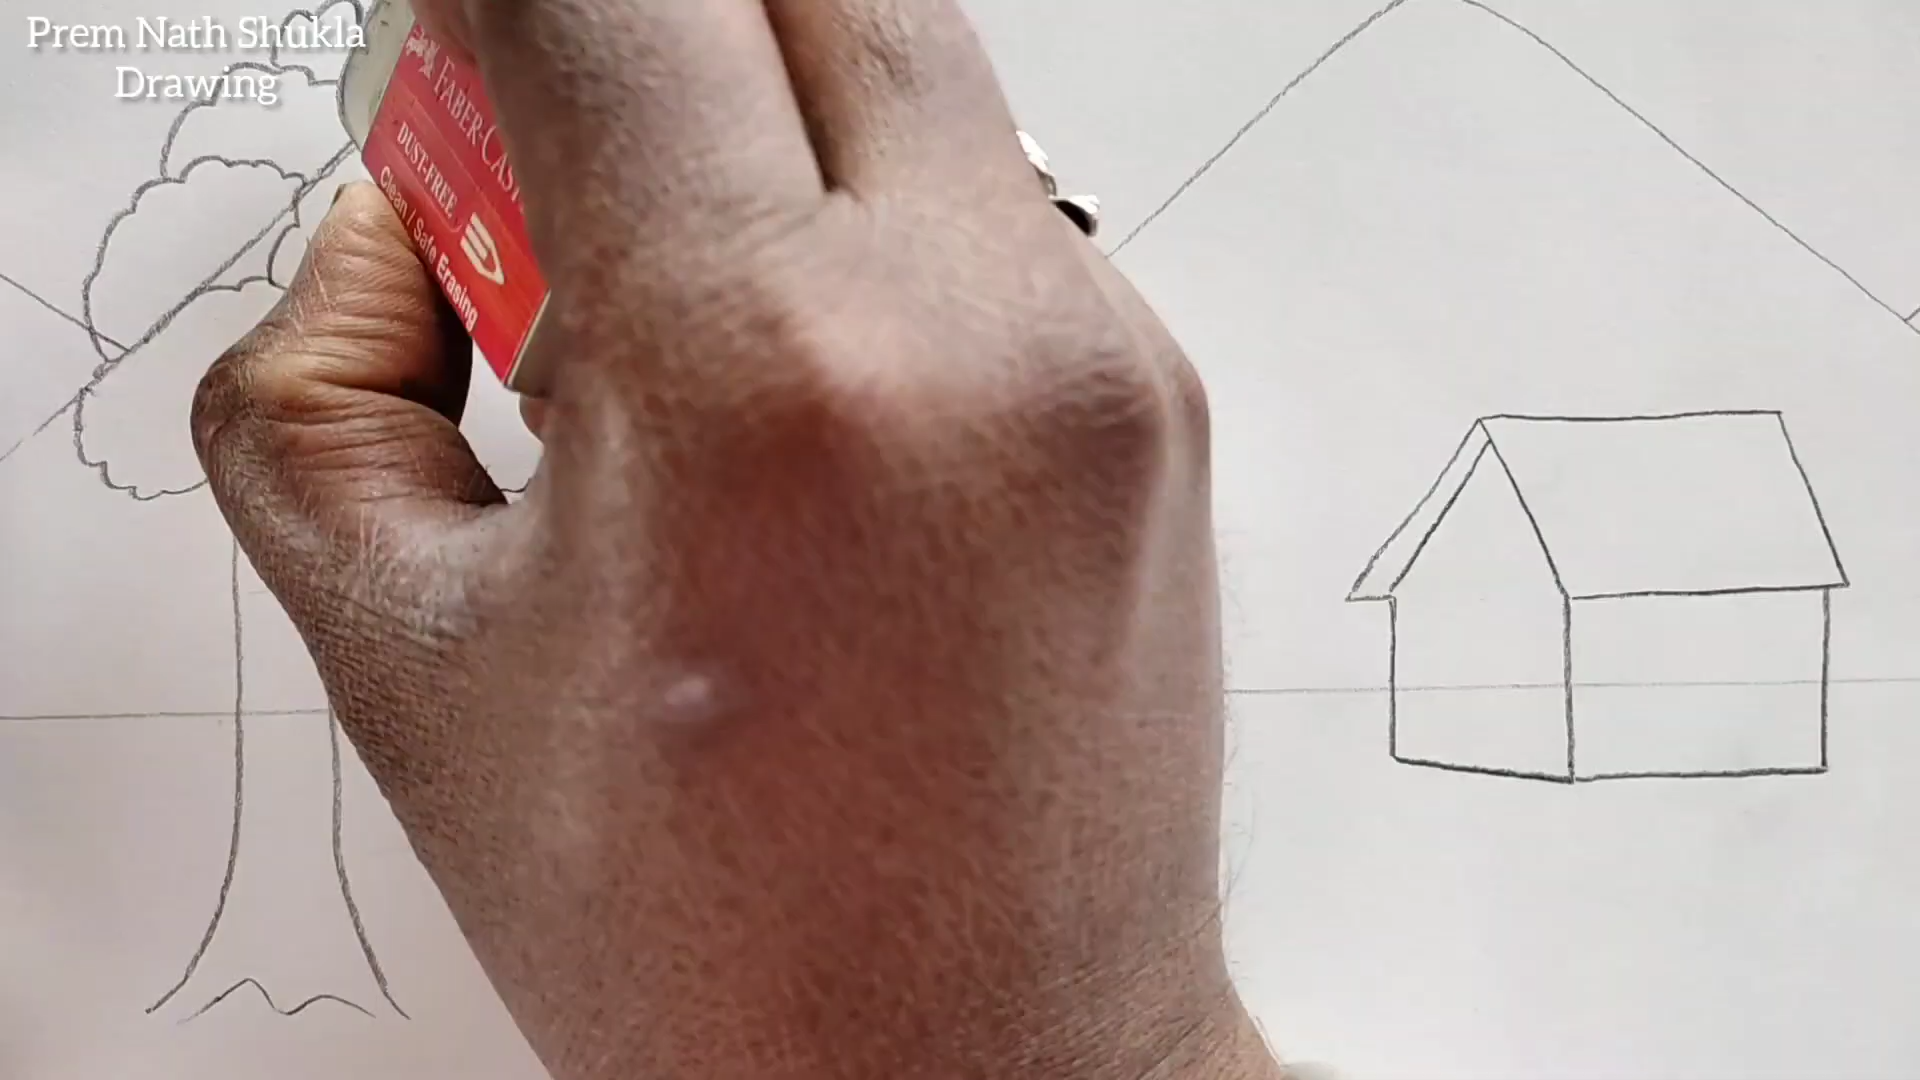 Prem Nath Shukla
Drawing
FABER-CAS
DUST-FREE
Clean / Safe Erasing